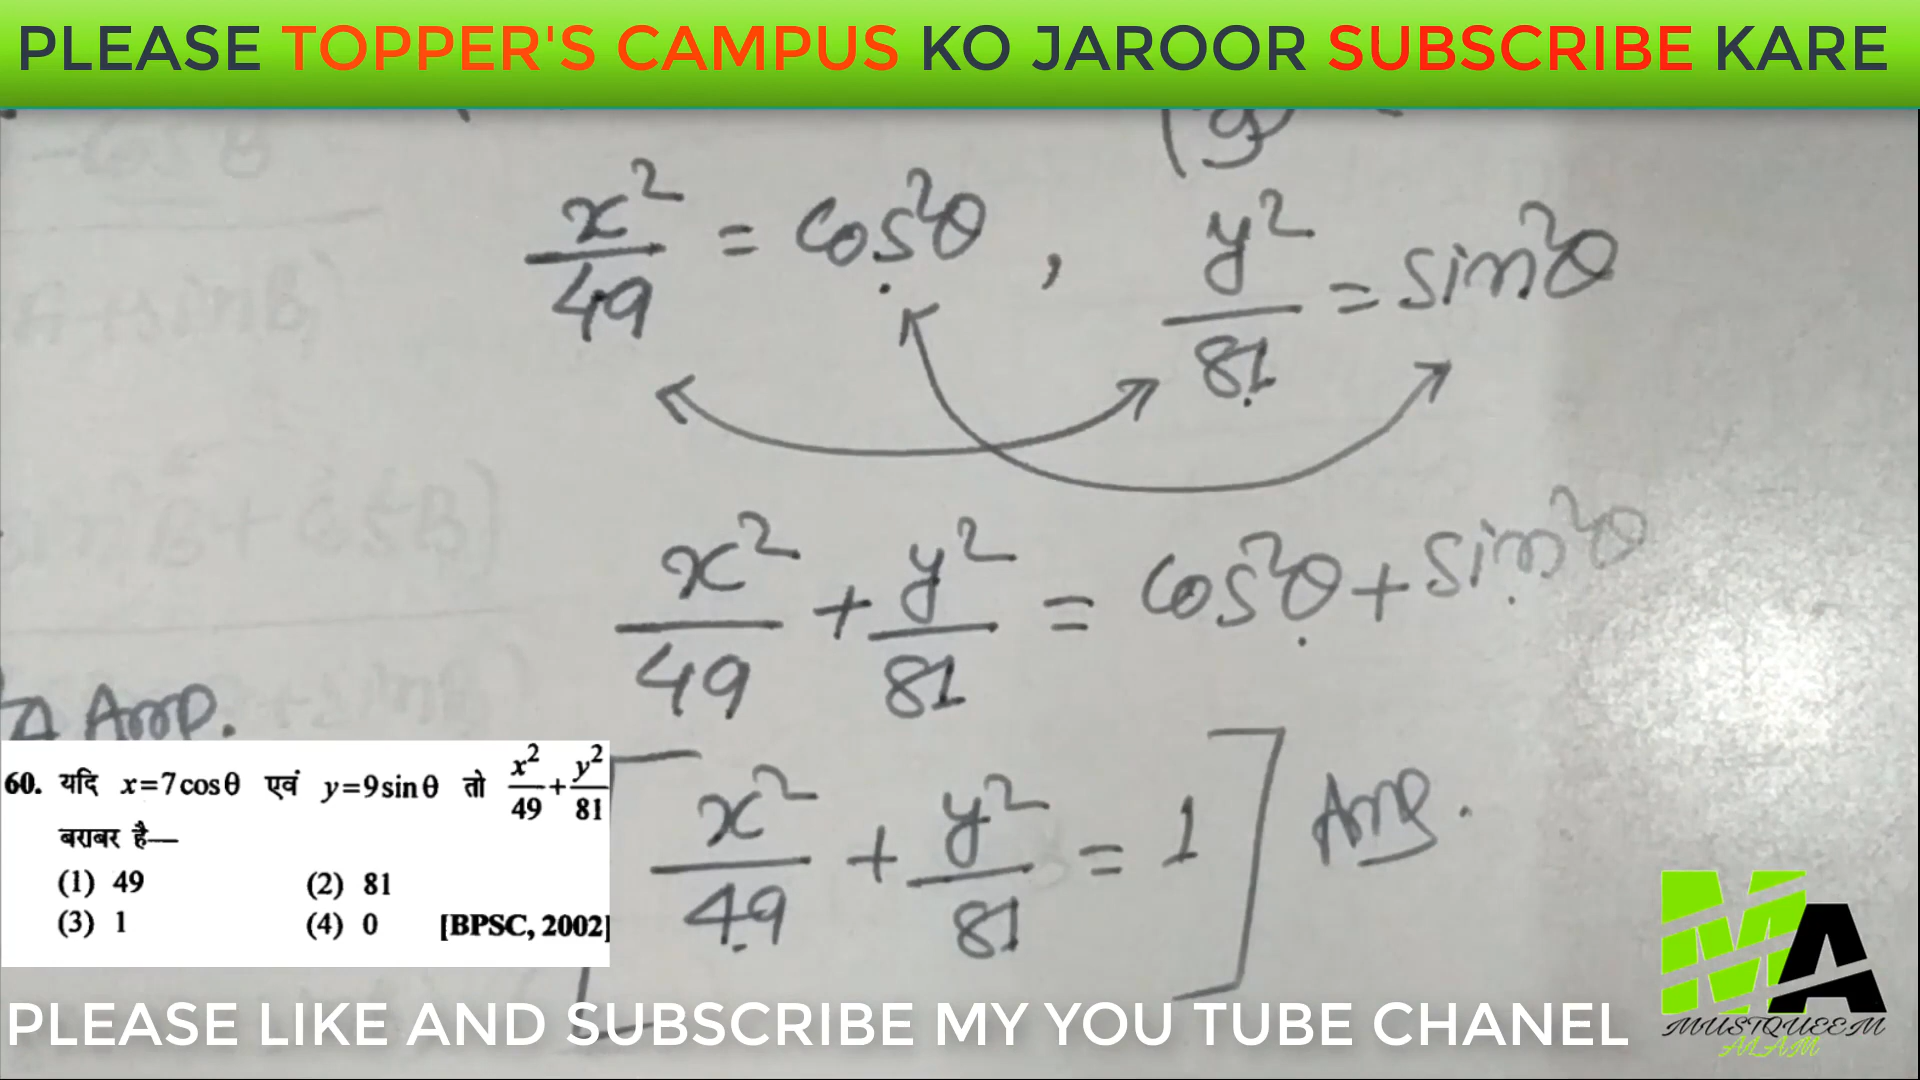 PLEASE TOPPER'S CAMPUS KO JAROOR SUBSCRIBE KARE
x²/49 = cos²θ , y²/81 = sin²θ
x²/49 + y²/81 = cos²θ + sin²θ
x²/49 + y²/81 = 1 Ans.
60. यदि x=7cosθ एवं y=9sinθ तो x²/49 + y²/81
बराबर है—
(1) 49 (2) 81
(3) 1 (4) 0 [BPSC, 2002]
PLEASE LIKE AND SUBSCRIBE MY YOU TUBE CHANEL
MA
MUSTQUEEM
ALAM